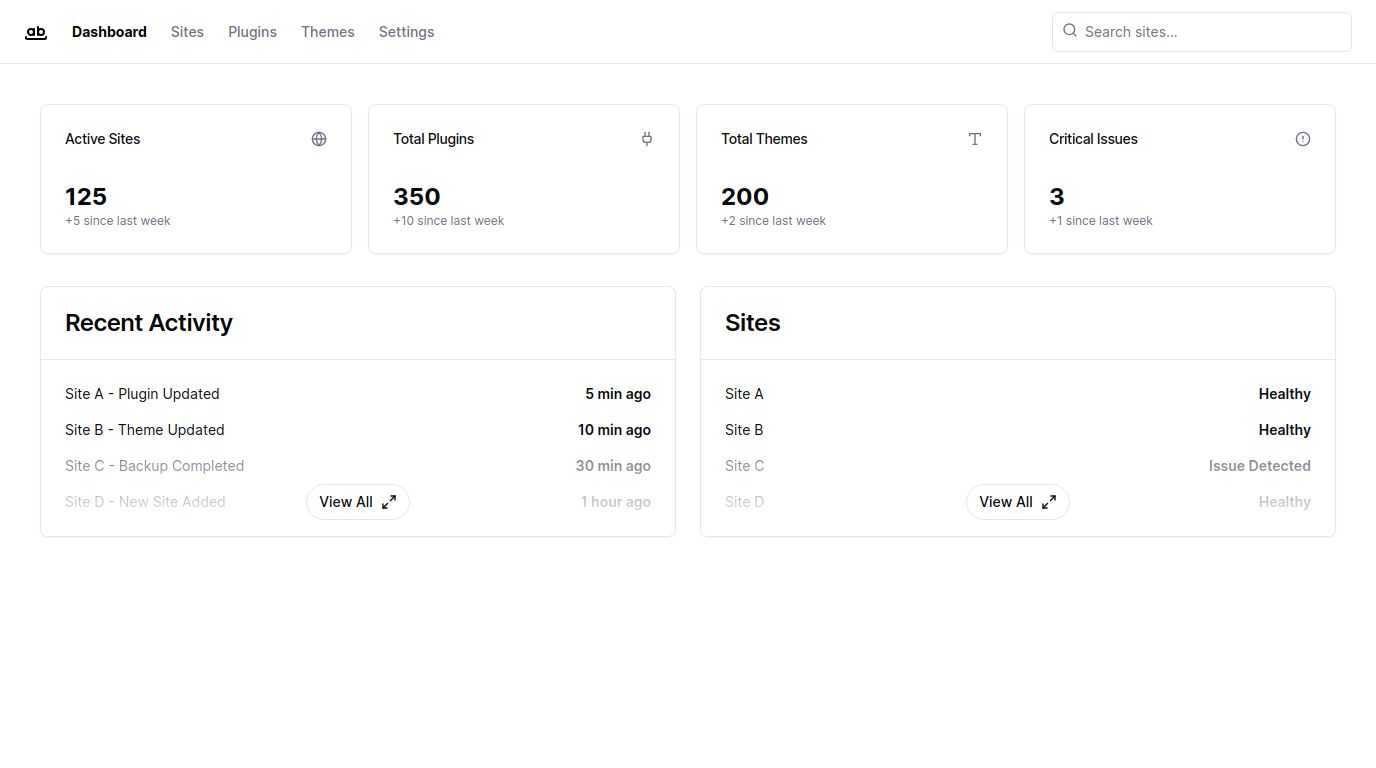 ab Dashboard Sites Plugins Themes Settings Search sites...
Active Sites
125
+5 since last week
Total Plugins
350
+10 since last week
Total Themes
200
+2 since last week
Critical Issues
3
+1 since last week
Recent Activity
Site A - Plugin Updated 5 min ago
Site B - Theme Updated 10 min ago
Site C - Backup Completed 30 min ago
Site D - New Site Added View All 1 hour ago
Sites
Site A Healthy
Site B Healthy
Site C Issue Detected
Site D View All Healthy